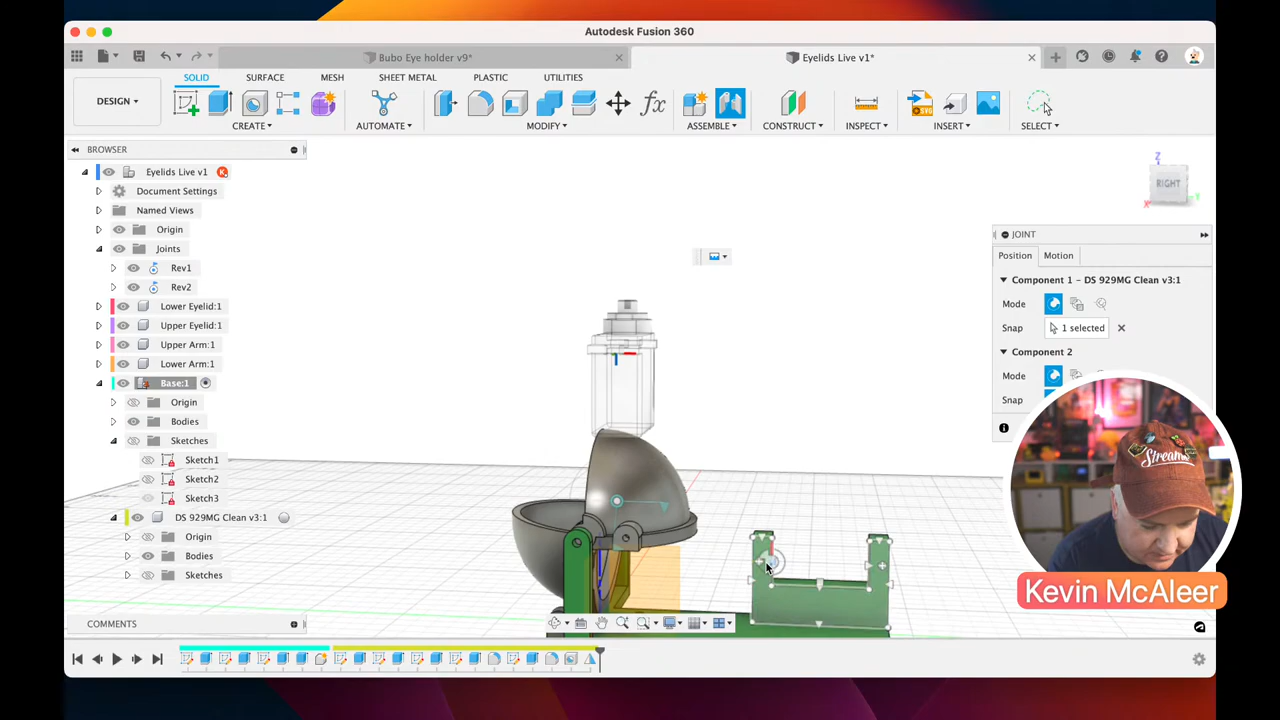 Autodesk Fusion 360
Bubo Eye holder v9*
Eyelids Live v1*
DESIGN
SOLID
SURFACE
MESH
SHEET METAL
PLASTIC
UTILITIES
CREATE
AUTOMATE
MODIFY
ASSEMBLE
CONSTRUCT
INSPECT
INSERT
SELECT
fx
SVG
BROWSER
Eyelids Live v1
K
Document Settings
Named Views
Origin
Joints
Rev1
Rev2
Lower Eyelid:1
Upper Eyelid:1
Upper Arm:1
Lower Arm:1
Base:1
Origin
Bodies
Sketches
Sketch1
Sketch2
Sketch3
DS 929MG Clean v3:1
Origin
Bodies
Sketches
COMMENTS
Z
RIGHT
X
Y
JOINT
Position
Motion
Component 1 - DS 929MG Clean v3:1
Mode
Snap
1 selected
Component 2
Mode
Snap
Streamer
Kevin McAleer